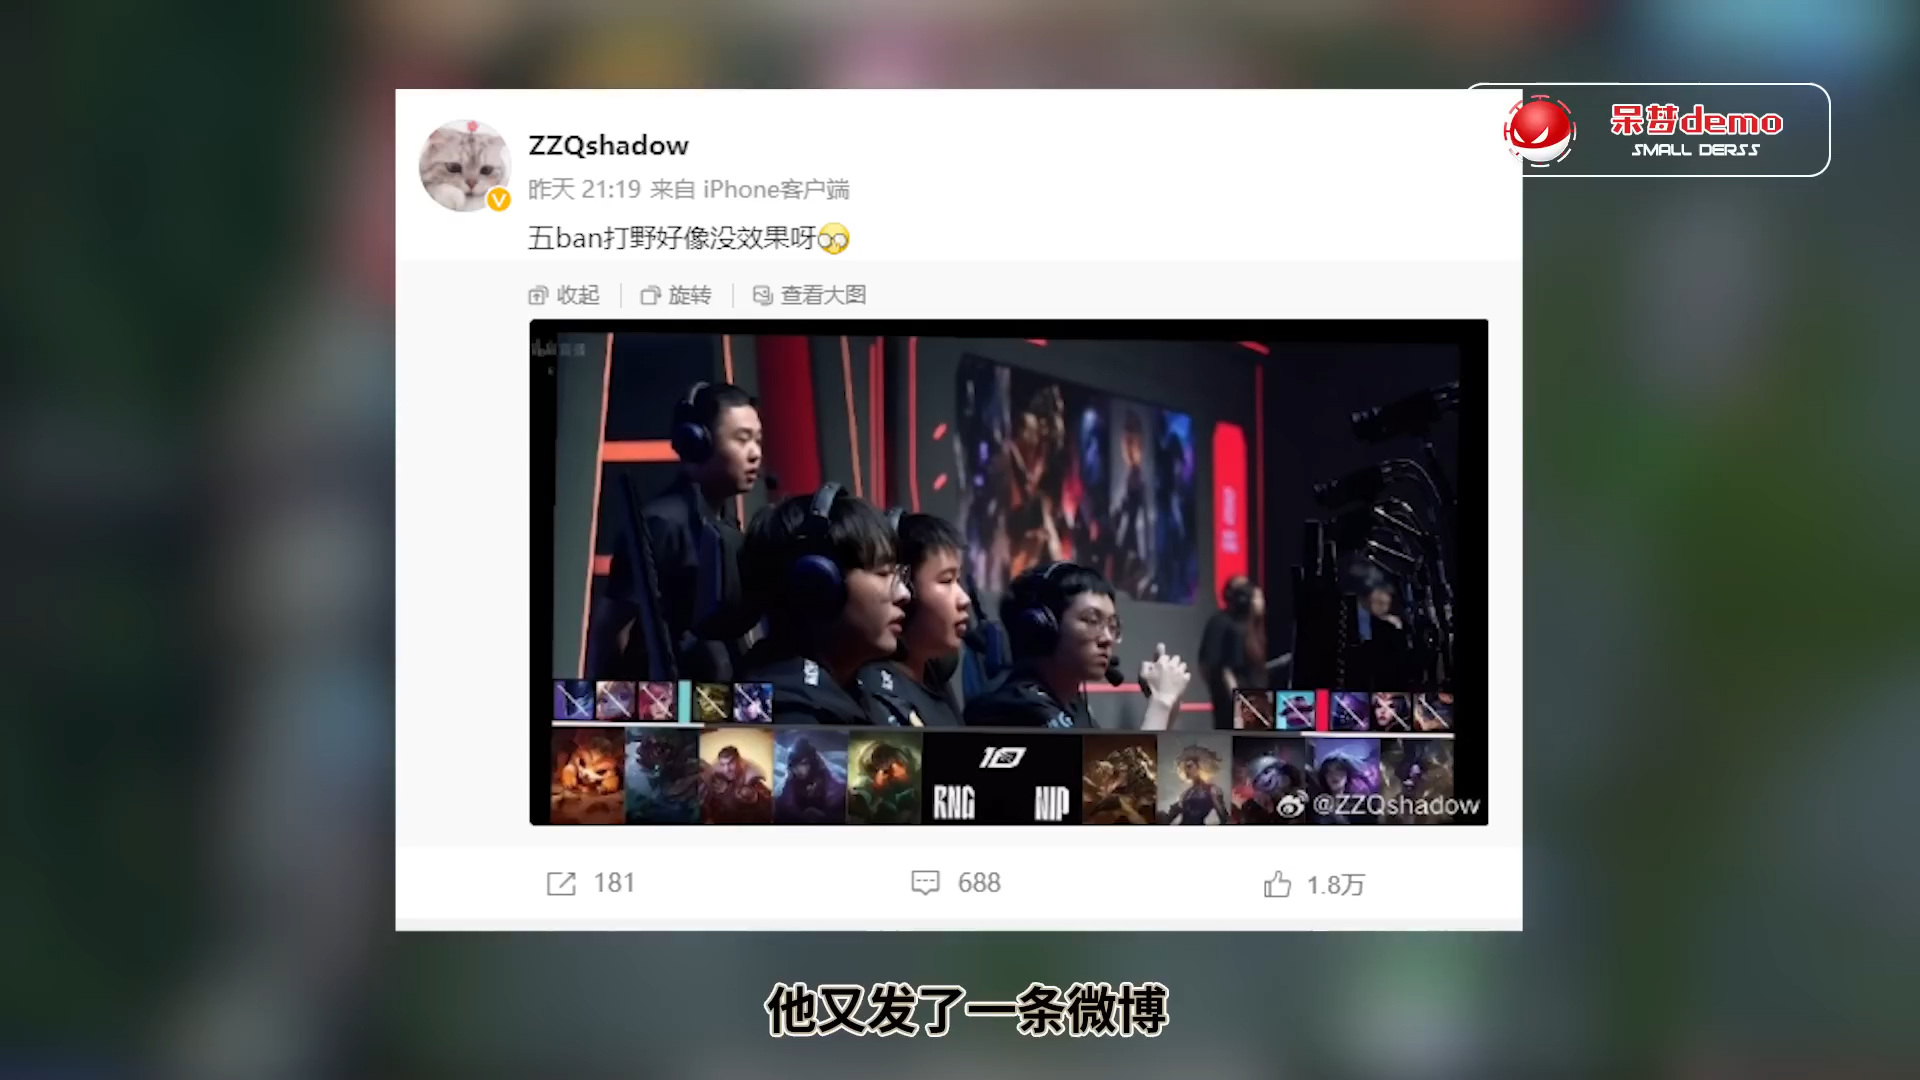 呆梦demo
SMALL DERSS
ZZQshadow
昨天 21:19 来自 iPhone客户端
五ban打野好像没效果呀
收起
旋转
查看大图
10
RNG
NIP
@ZZQshadow
181
688
1.8万
他又发了一条微博